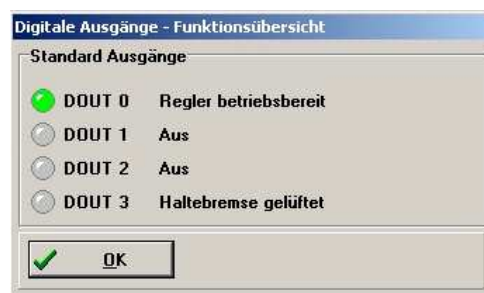 Digitale Ausgänge - Funktionsübersicht
Standard Ausgänge
DOUT 0 Regler betriebsbereit
DOUT 1 Aus
DOUT 2 Aus
DOUT 3 Haltebremse gelüftet
OK